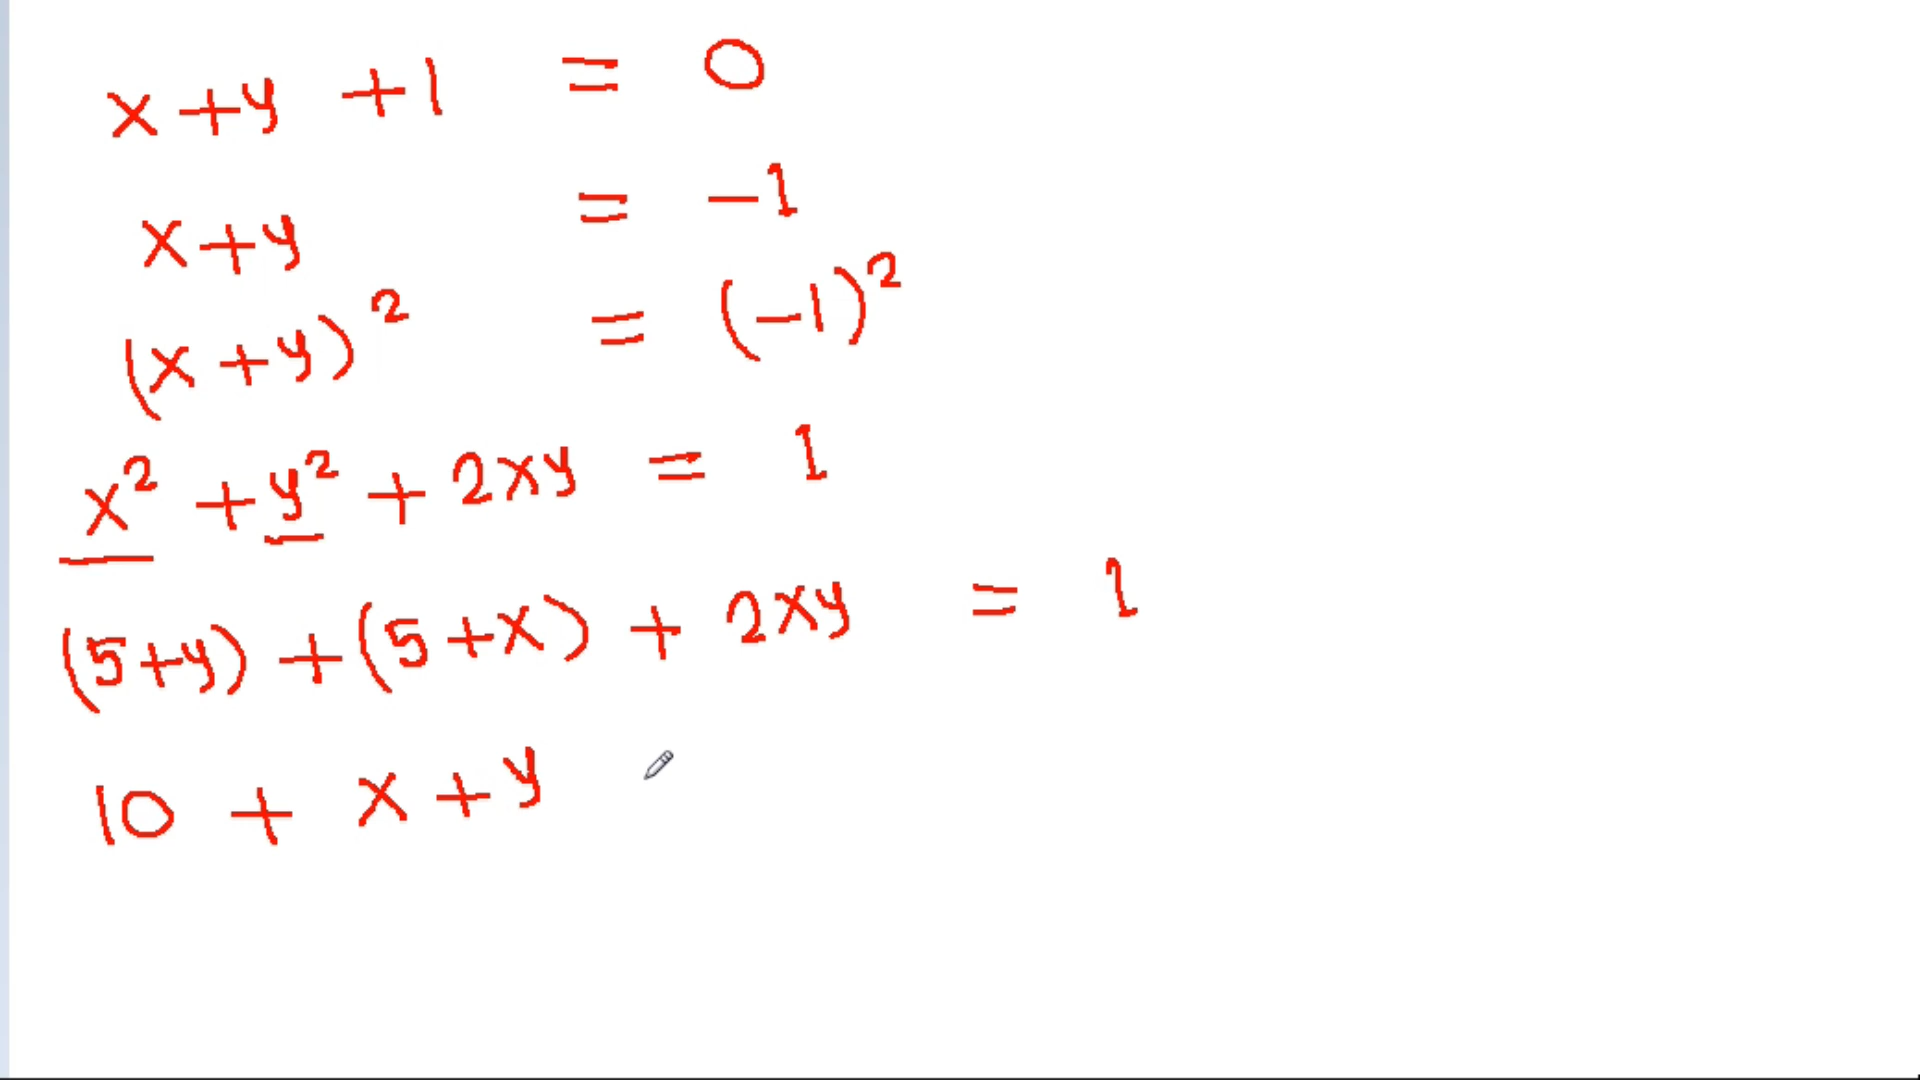 x + y + 1 = 0
x + y = -1
(x + y)² = (-1)²
x² + y² + 2xy = 1
(5+y) + (5+x) + 2xy = 1
10 + x + y